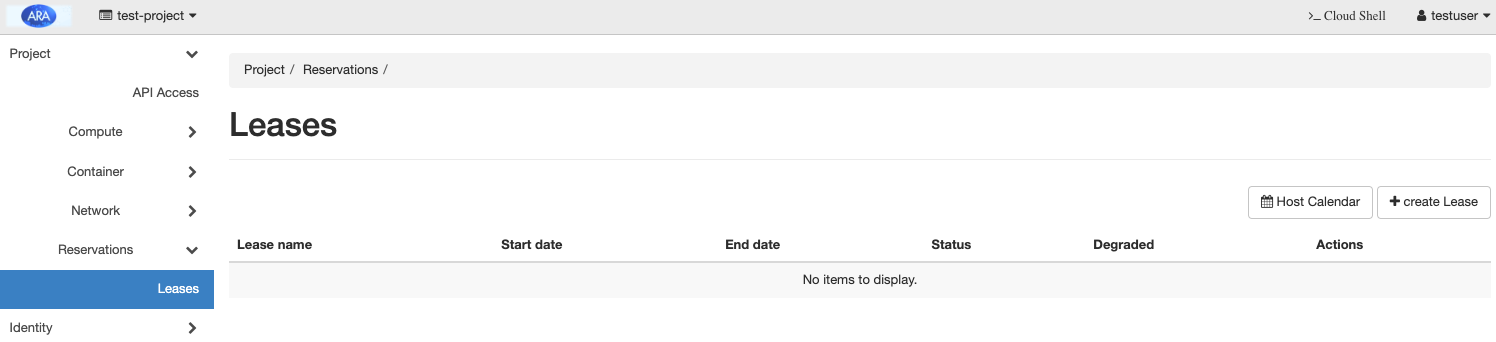 ARA test-project >_ Cloud Shell testuser
Project
Project / Reservations /
API Access
Leases
Compute
Container
Network
Host Calendar + create Lease
Reservations
Lease name Start date End date Status Degraded Actions
No items to display.
Leases
Identity